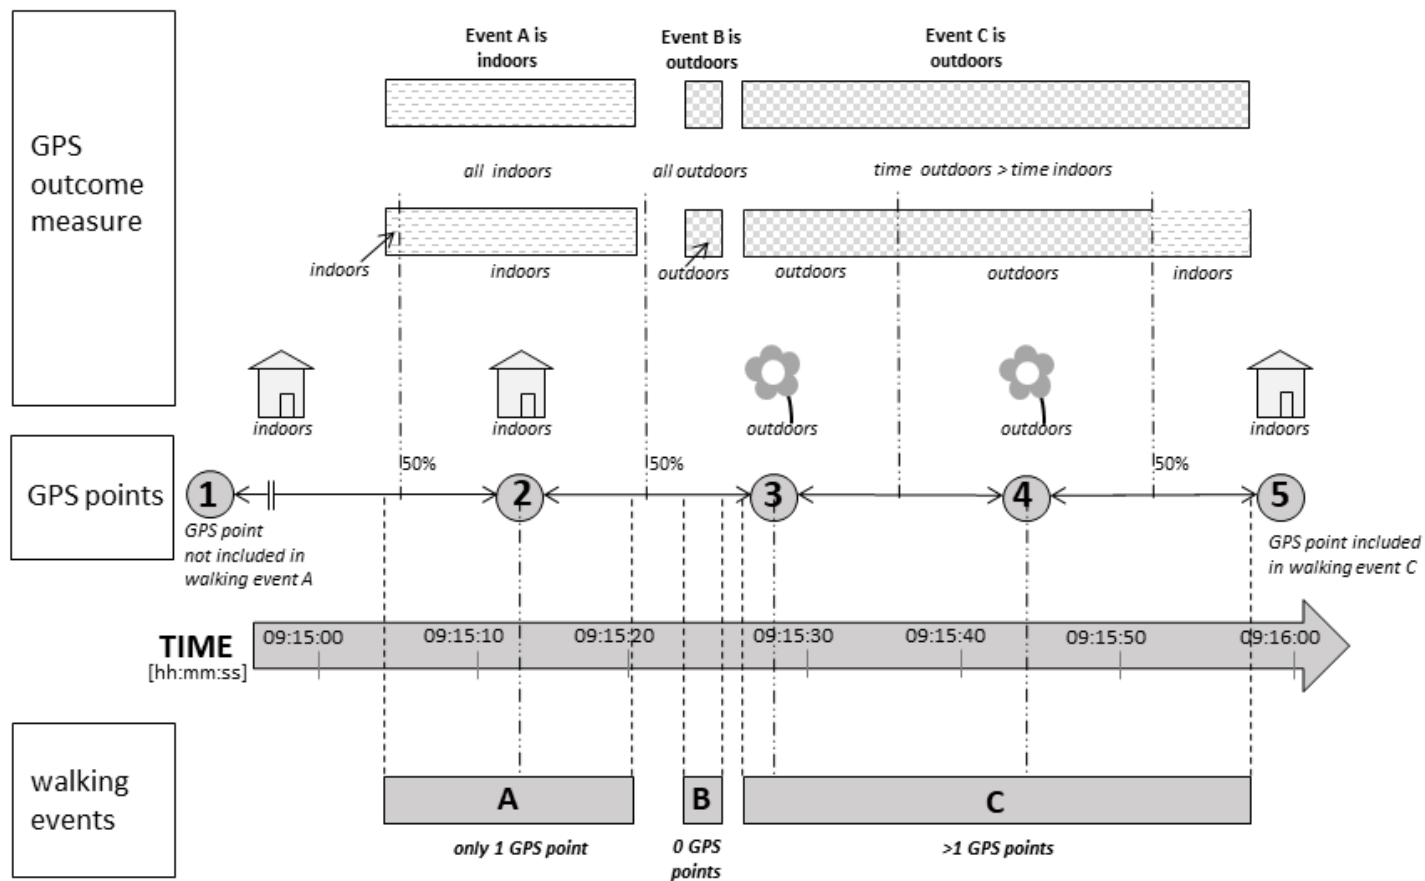 GPS
outcome
measure
Event A is
indoors
Event B is
outdoors
Event C is
outdoors
all indoors
all outdoors
time outdoors > time indoors
indoors
indoors
outdoors
outdoors
outdoors
indoors
indoors
indoors
outdoors
outdoors
indoors
50%
50%
50%
GPS points
1
2
3
4
5
GPS point
not included in
walking event A
GPS point included
in walking event C
TIME
[hh:mm:ss]
09:15:00
09:15:10
09:15:20
09:15:30
09:15:40
09:15:50
09:16:00
walking
events
A
B
C
only 1 GPS point
0 GPS
points
>1 GPS points